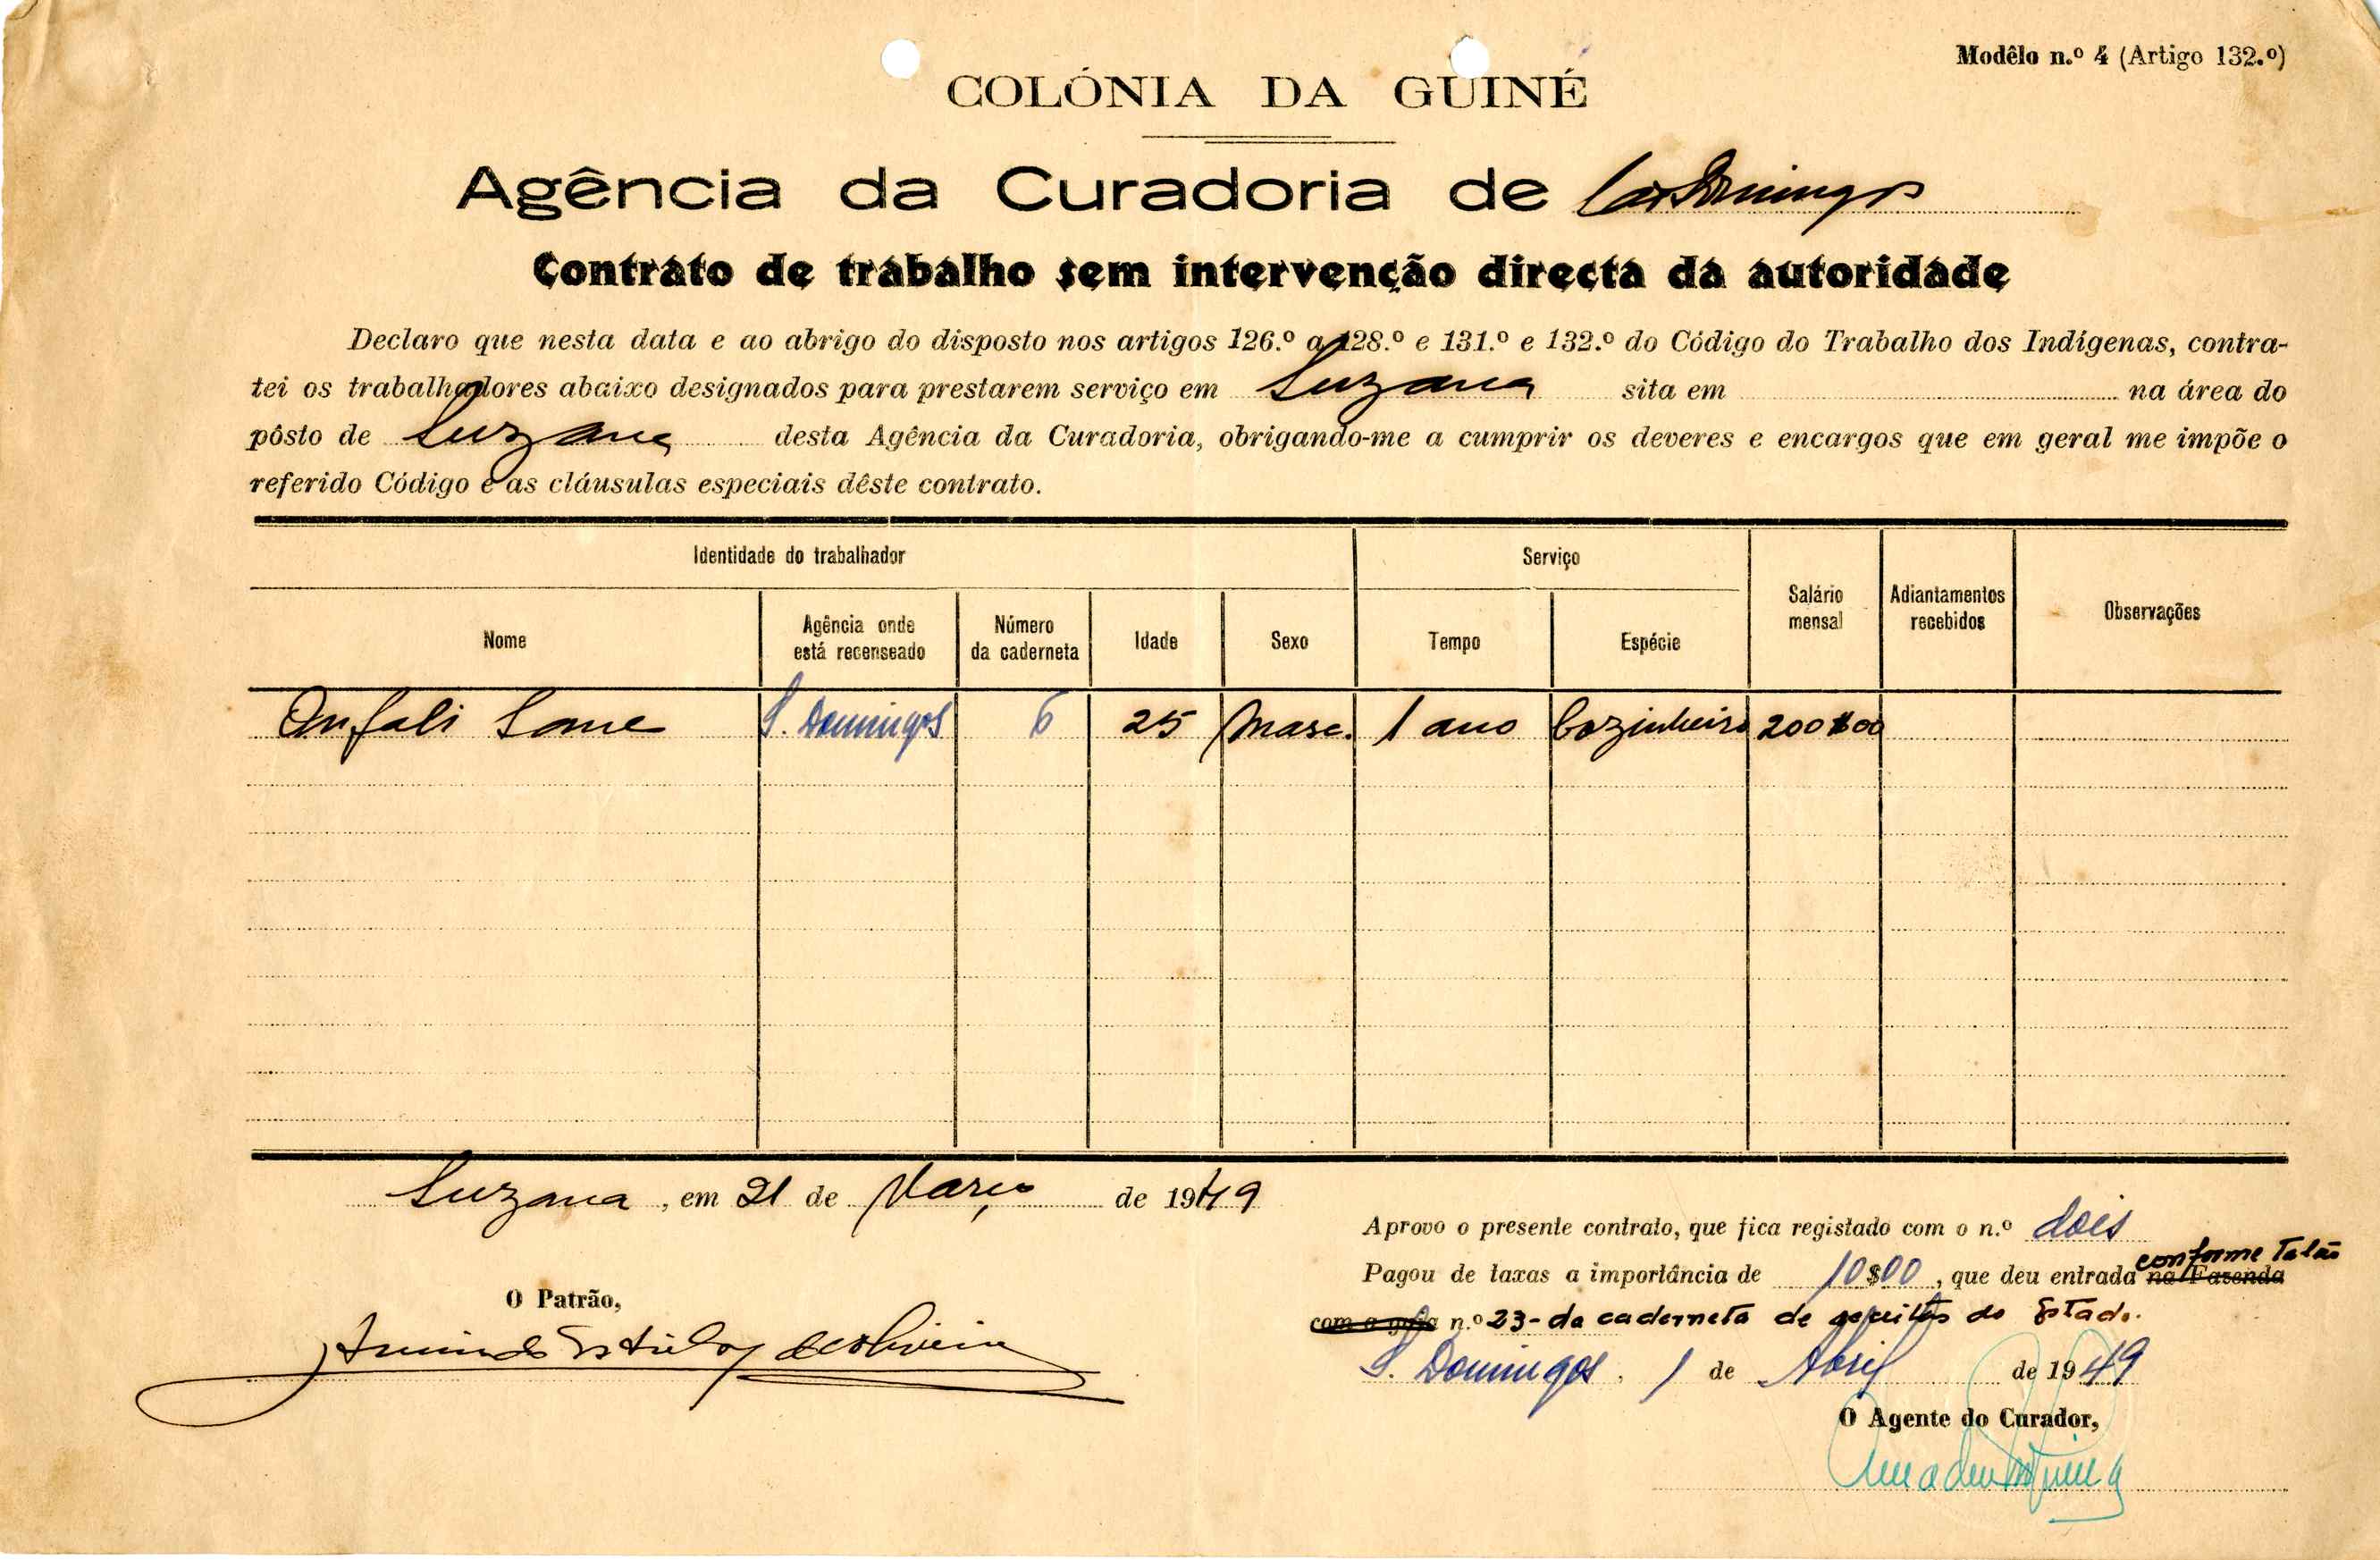 Modêlo n.º 4 (Artigo 132.º)
COLÓNIA DA GUINÉ
Agência da Curadoria de
Contrato de trabalho sem intervenção directa da autoridade
Declaro que nesta data e ao abrigo do disposto nos artigos 126.º a 128.º e 131.º e 132.º do Código do Trabalho dos Indígenas, contra-
tei os trabalhadores abaixo designados para prestarem serviço em Suzana sita em na área do
pôsto de Suzana desta Agência da Curadoria, obrigando-me a cumprir os deveres e encargos que em geral me impõe o
referido Código e as cláusulas especiais dêste contrato.
Identidade do trabalhador Serviço Salário mensal Adiantamentos recebidos Observações
Nome Agência onde está recenseado Número da caderneta Idade Sexo Tempo Espécie
Anfali Sane S. Domingos 6 25 Masc. 1 ano Cozinheiro 200$00
Suzana, em 21 de Março de 1949
Aprovo o presente contrato, que fica registado com o n.º dois
conforme Talão
Pagou de taxas a importância de 10$00, que deu entrada na Fazenda
com a guia n.º 23-da caderneta de receitas do Estado.
S. Domingos, 1 de Abril de 1949
O Patrão,
O Agente do Curador,